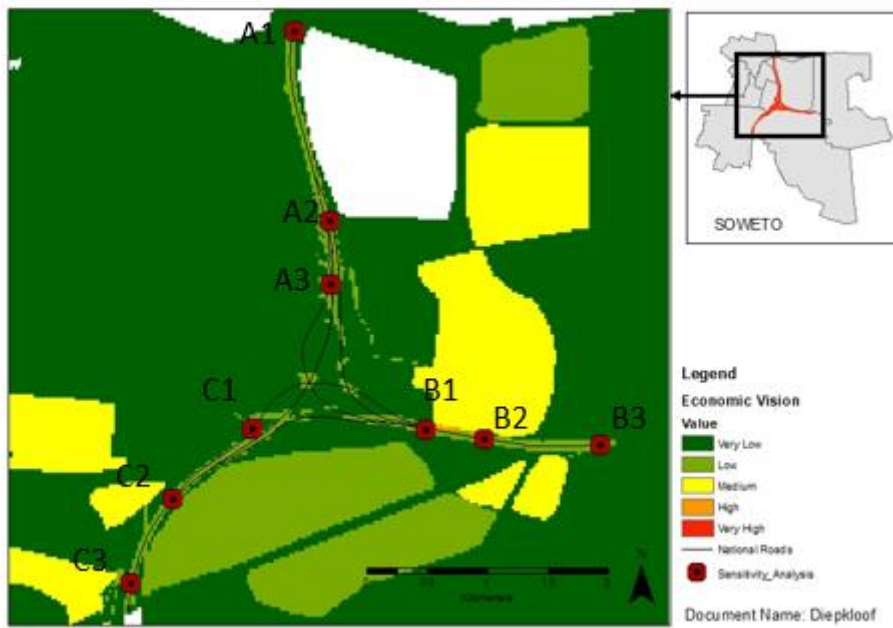 A1
A2
A3
C1
B1
B2
B3
C2
C3
SOWETO
Legend
Economic Vision
Value
Very Low
Low
Medium
High
Very High
National Roads
Sensitivity_Analysis
Document Name: Diepkloof